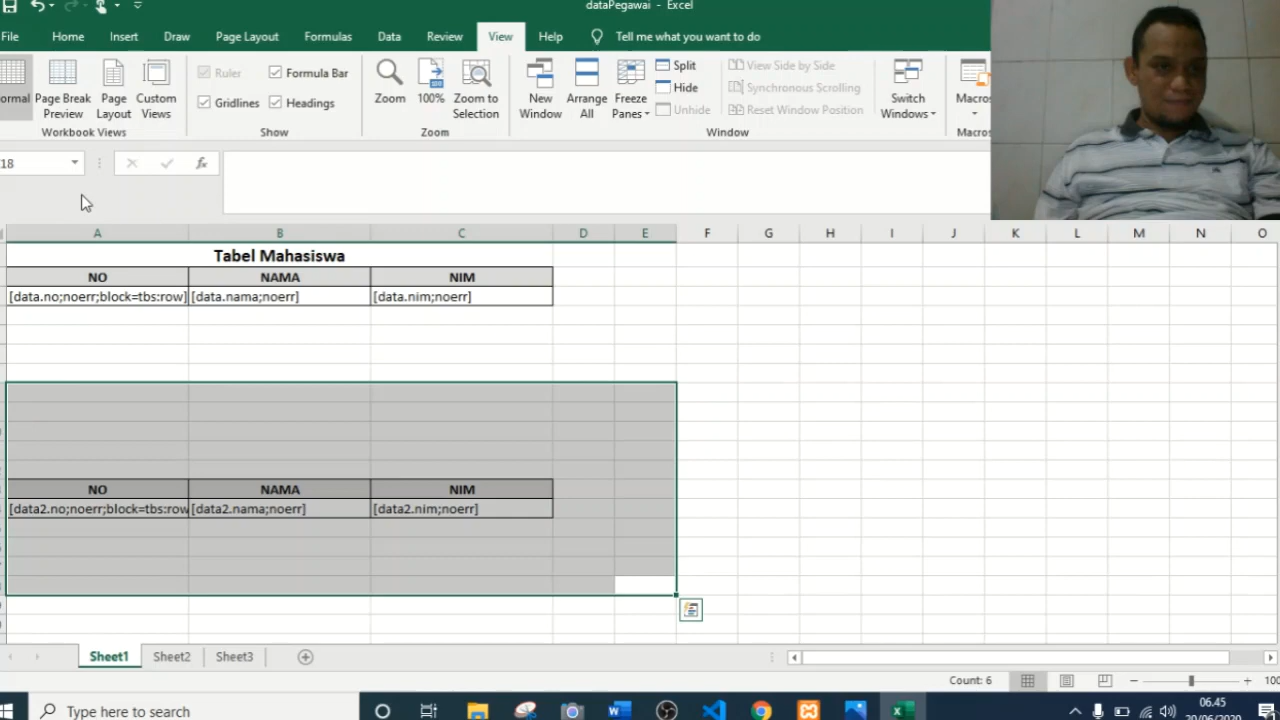 dataPegawai - Excel
File Home Insert Draw Page Layout Formulas Data Review View Help Tell me what you want to do
Ruler Formula Bar
Gridlines Headings
Page Break Preview
Page Layout
Custom Views
Zoom
100%
Zoom to Selection
New Window
Arrange All
Freeze Panes
Split
Hide
Unhide
View Side by Side
Synchronous Scrolling
Reset Window Position
Switch Windows
Macros
Workbook Views Show Zoom Window Macros
18 fx
A B C D E F G H I J K L M N O
Tabel Mahasiswa
NO NAMA NIM
[data.no;noerr;block=tbs:row] [data.nama;noerr] [data.nim;noerr]
NO NAMA NIM
[data2.no;noerr;block=tbs:row [data2.nama;noerr] [data2.nim;noerr]
Sheet1 Sheet2 Sheet3
Count: 6
Type here to search
06.45